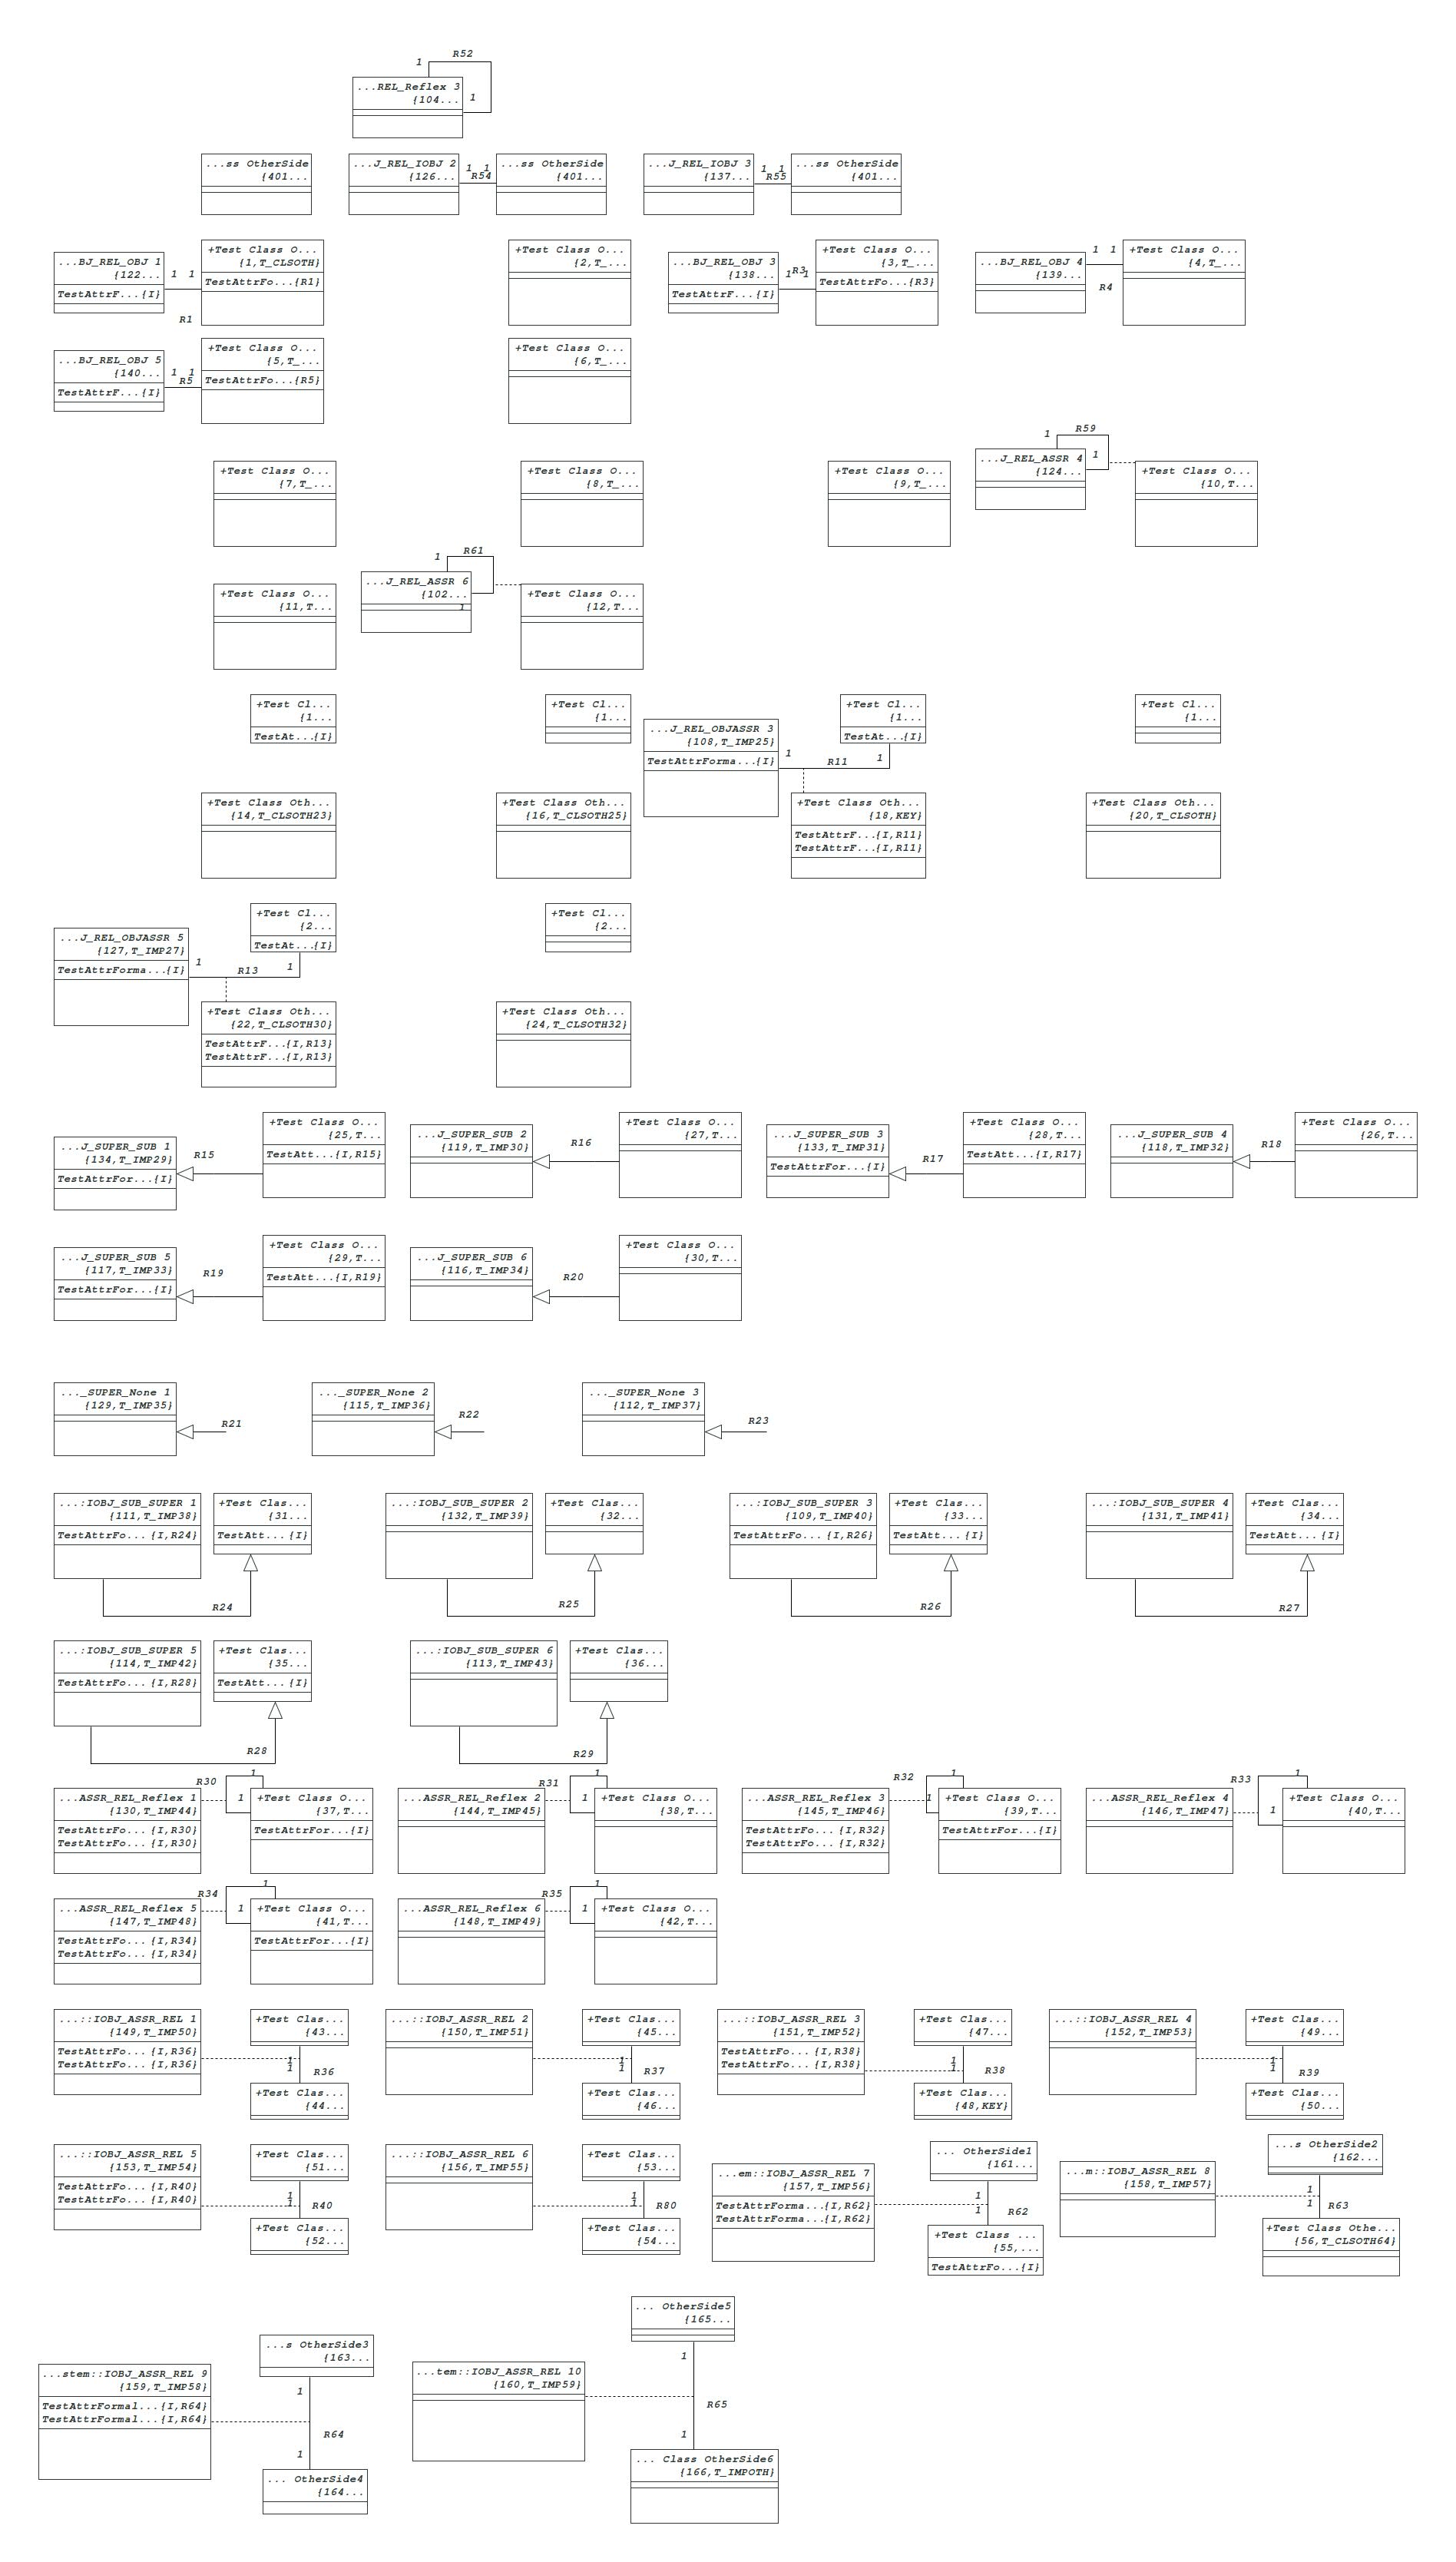 R52
1
...REL_Reflex 3
{104...
1
...ss OtherSide
{401...
...J_REL_IOBJ 2
{126...
1 1
R54
...ss OtherSide
{401...
...J_REL_IOBJ 3
{137...
1 1
R55
...ss OtherSide
{401...
...BJ_REL_OBJ 1
{122...
TestAttrF...{I}
1 1
R1
+Test Class O...
{1,T_CLSOTH}
TestAttrFo...{R1}
+Test Class O...
{2,T_...
...BJ_REL_OBJ 3
{138...
TestAttrF...{I}
R3
1 1
+Test Class O...
{3,T_...
TestAttrFo...{R3}
...BJ_REL_OBJ 4
{139...
1 1
R4
+Test Class O...
{4,T_...
...BJ_REL_OBJ 5
{140...
TestAttrF...{I}
1 1
R5
+Test Class O...
{5,T_...
TestAttrFo...{R5}
+Test Class O...
{6,T_...
+Test Class O...
{7,T_...
+Test Class O...
{8,T_...
+Test Class O...
{9,T_...
R59
1
...J_REL_ASSR 4
{124...
1
+Test Class O...
{10,T...
+Test Class O...
{11,T...
R61
1
...J_REL_ASSR 6
{102...
1
+Test Class O...
{12,T...
+Test Cl...
{1...
TestAt...{I}
+Test Cl...
{1...
...J_REL_OBJASSR 3
{108,T_IMP25}
TestAttrForma...{I}
1
R11
1
+Test Cl...
{1...
TestAt...{I}
+Test Cl...
{1...
+Test Class Oth...
{14,T_CLSOTH23}
+Test Class Oth...
{16,T_CLSOTH25}
+Test Class Oth...
{18,KEY}
TestAttrF...{I,R11}
TestAttrF...{I,R11}
+Test Class Oth...
{20,T_CLSOTH}
...J_REL_OBJASSR 5
{127,T_IMP27}
TestAttrForma...{I}
1
R13
1
+Test Cl...
{2...
TestAt...{I}
+Test Cl...
{2...
+Test Class Oth...
{22,T_CLSOTH30}
TestAttrF...{I,R13}
TestAttrF...{I,R13}
+Test Class Oth...
{24,T_CLSOTH32}
...J_SUPER_SUB 1
{134,T_IMP29}
TestAttrFor...{I}
R15
+Test Class O...
{25,T...
TestAtt...{I,R15}
...J_SUPER_SUB 2
{119,T_IMP30}
R16
+Test Class O...
{27,T...
...J_SUPER_SUB 3
{133,T_IMP31}
TestAttrFor...{I}
R17
+Test Class O...
{28,T...
TestAtt...{I,R17}
...J_SUPER_SUB 4
{118,T_IMP32}
R18
+Test Class O...
{26,T...
...J_SUPER_SUB 5
{117,T_IMP33}
TestAttrFor...{I}
R19
+Test Class O...
{29,T...
TestAtt...{I,R19}
...J_SUPER_SUB 6
{116,T_IMP34}
R20
+Test Class O...
{30,T...
..._SUPER_None 1
{129,T_IMP35}
R21
..._SUPER_None 2
{115,T_IMP36}
R22
..._SUPER_None 3
{112,T_IMP37}
R23
...:IOBJ_SUB_SUPER 1
{111,T_IMP38}
TestAttrFo...{I,R24}
+Test Clas...
{31...
TestAtt...{I}
R24
...:IOBJ_SUB_SUPER 2
{132,T_IMP39}
+Test Clas...
{32...
R25
...:IOBJ_SUB_SUPER 3
{109,T_IMP40}
TestAttrFo...{I,R26}
+Test Clas...
{33...
TestAtt...{I}
R26
...:IOBJ_SUB_SUPER 4
{131,T_IMP41}
+Test Clas...
{34...
TestAtt...{I}
R27
...:IOBJ_SUB_SUPER 5
{114,T_IMP42}
TestAttrFo...{I,R28}
+Test Clas...
{35...
TestAtt...{I}
R28
...:IOBJ_SUB_SUPER 6
{113,T_IMP43}
+Test Clas...
{36...
R29
...ASSR_REL_Reflex 1
{130,T_IMP44}
TestAttrFo...{I,R30}
TestAttrFo...{I,R30}
R30
1
1
+Test Class O...
{37,T...
TestAttrFor...{I}
...ASSR_REL_Reflex 2
{144,T_IMP45}
R31
1
1
+Test Class O...
{38,T...
...ASSR_REL_Reflex 3
{145,T_IMP46}
TestAttrFo...{I,R32}
TestAttrFo...{I,R32}
R32
1
1
+Test Class O...
{39,T...
TestAttrFor...{I}
...ASSR_REL_Reflex 4
{146,T_IMP47}
R33
1
1
+Test Class O...
{40,T...
...ASSR_REL_Reflex 5
{147,T_IMP48}
TestAttrFo...{I,R34}
TestAttrFo...{I,R34}
R34
1
1
+Test Class O...
{41,T...
TestAttrFor...{I}
...ASSR_REL_Reflex 6
{148,T_IMP49}
R35
1
1
+Test Class O...
{42,T...
...::IOBJ_ASSR_REL 1
{149,T_IMP50}
TestAttrFo...{I,R36}
TestAttrFo...{I,R36}
+Test Clas...
{43...
1
1
R36
+Test Clas...
{44...
...::IOBJ_ASSR_REL 2
{150,T_IMP51}
+Test Clas...
{45...
1
1
R37
+Test Clas...
{46...
...::IOBJ_ASSR_REL 3
{151,T_IMP52}
TestAttrFo...{I,R38}
TestAttrFo...{I,R38}
+Test Clas...
{47...
1
1
R38
+Test Clas...
{48,KEY}
...::IOBJ_ASSR_REL 4
{152,T_IMP53}
+Test Clas...
{49...
1
1
R39
+Test Clas...
{50...
...::IOBJ_ASSR_REL 5
{153,T_IMP54}
TestAttrFo...{I,R40}
TestAttrFo...{I,R40}
+Test Clas...
{51...
1
1
R40
+Test Clas...
{52...
...::IOBJ_ASSR_REL 6
{156,T_IMP55}
+Test Clas...
{53...
1
1
R80
+Test Clas...
{54...
...em::IOBJ_ASSR_REL 7
{157,T_IMP56}
TestAttrForma...{I,R62}
TestAttrForma...{I,R62}
... OtherSide1
{161...
1
1
R62
+Test Class ...
{55,...
TestAttrFo...{I}
...m::IOBJ_ASSR_REL 8
{158,T_IMP57}
...s OtherSide2
{162...
1
1
R63
+Test Class Othe...
{56,T_CLSOTH64}
...stem::IOBJ_ASSR_REL 9
{159,T_IMP58}
TestAttrFormal...{I,R64}
TestAttrFormal...{I,R64}
...s OtherSide3
{163...
1
R64
1
... OtherSide4
{164...
...tem::IOBJ_ASSR_REL 10
{160,T_IMP59}
... OtherSide5
{165...
1
R65
1
... Class OtherSide6
{166,T_IMPOTH}